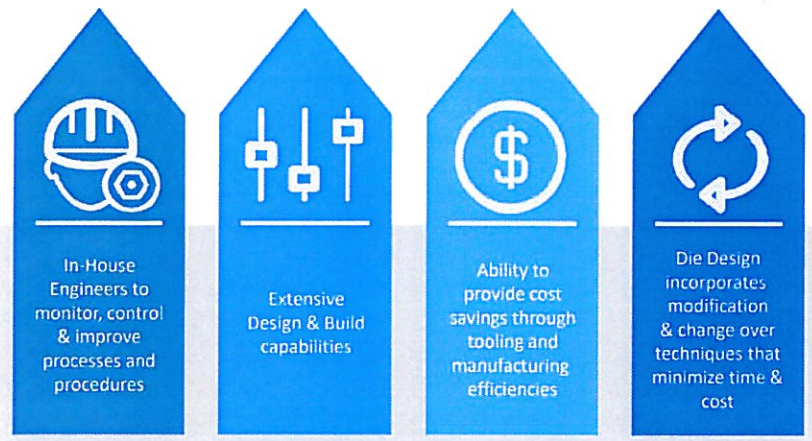 In-House
Engineers to
monitor, control
& improve
processes and
procedures
Extensive
Design & Build
capabilities
$
Ability to
provide cost
savings through
tooling and
manufacturing
efficiencies
Die Design
incorporates
modification
& change over
techniques that
minimize time &
cost